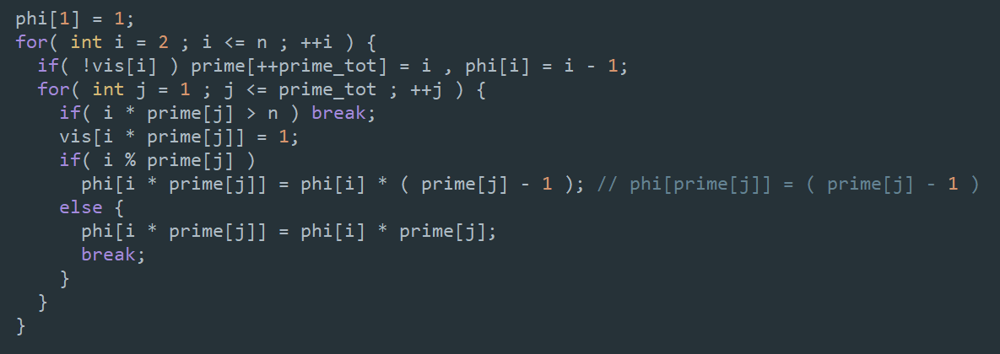 phi[1] = 1;
for( int i = 2 ; i <= n ; ++i ) {
  if( !vis[i] ) prime[++prime_tot] = i , phi[i] = i - 1;
  for( int j = 1 ; j <= prime_tot ; ++j ) {
    if( i * prime[j] > n ) break;
    vis[i * prime[j]] = 1;
    if( i % prime[j] )
      phi[i * prime[j]] = phi[i] * ( prime[j] - 1 ); // phi[prime[j]] = ( prime[j] - 1 )
    else {
      phi[i * prime[j]] = phi[i] * prime[j];
      break;
    }
  }
}